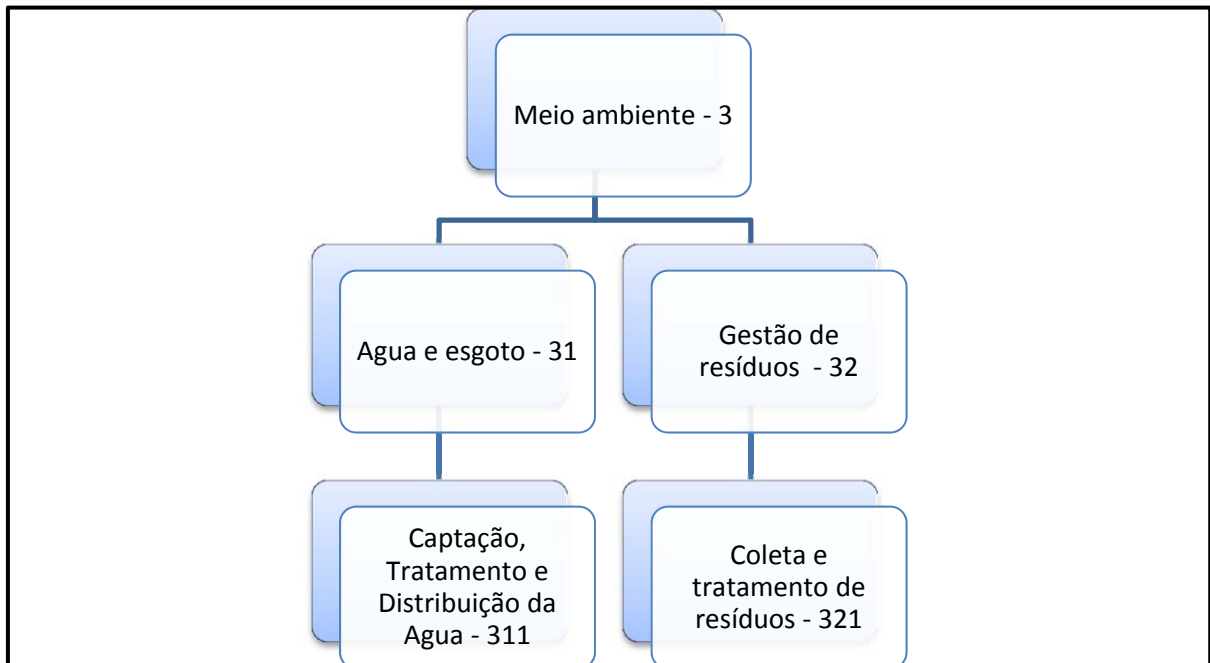 Meio ambiente - 3
Agua e esgoto - 31
Gestão de
resíduos - 32
Captação,
Tratamento e
Distribuição da
Agua - 311
Coleta e
tratamento de
resíduos - 321